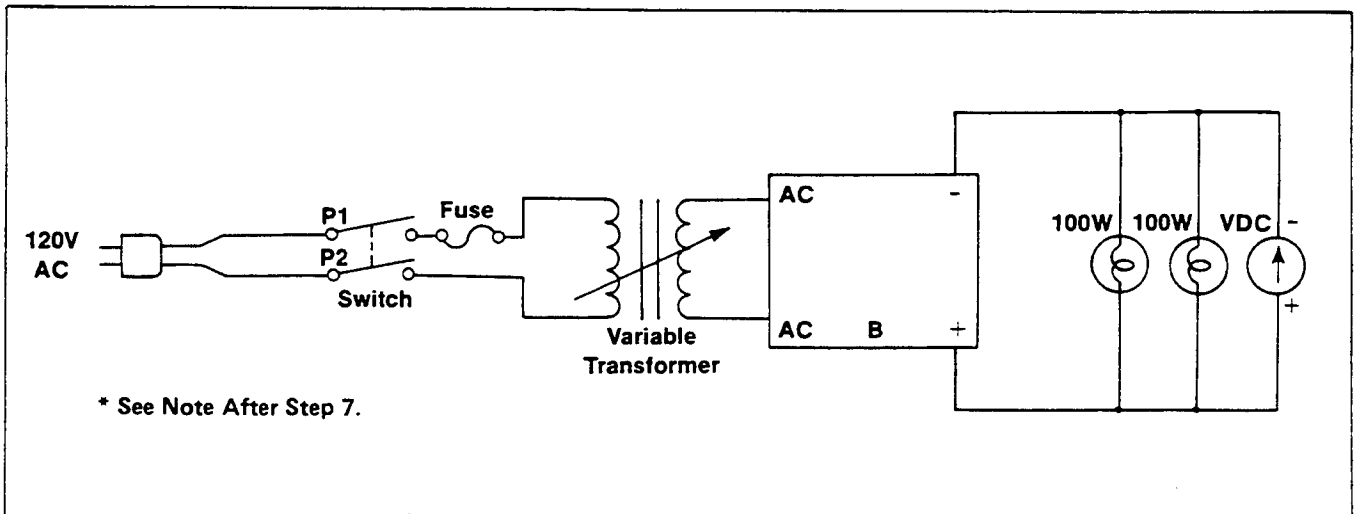 120V
AC
P1
P2
Switch
Fuse
Variable
Transformer
AC
-
AC
B
+
100W
100W
VDC
-
+
* See Note After Step 7.